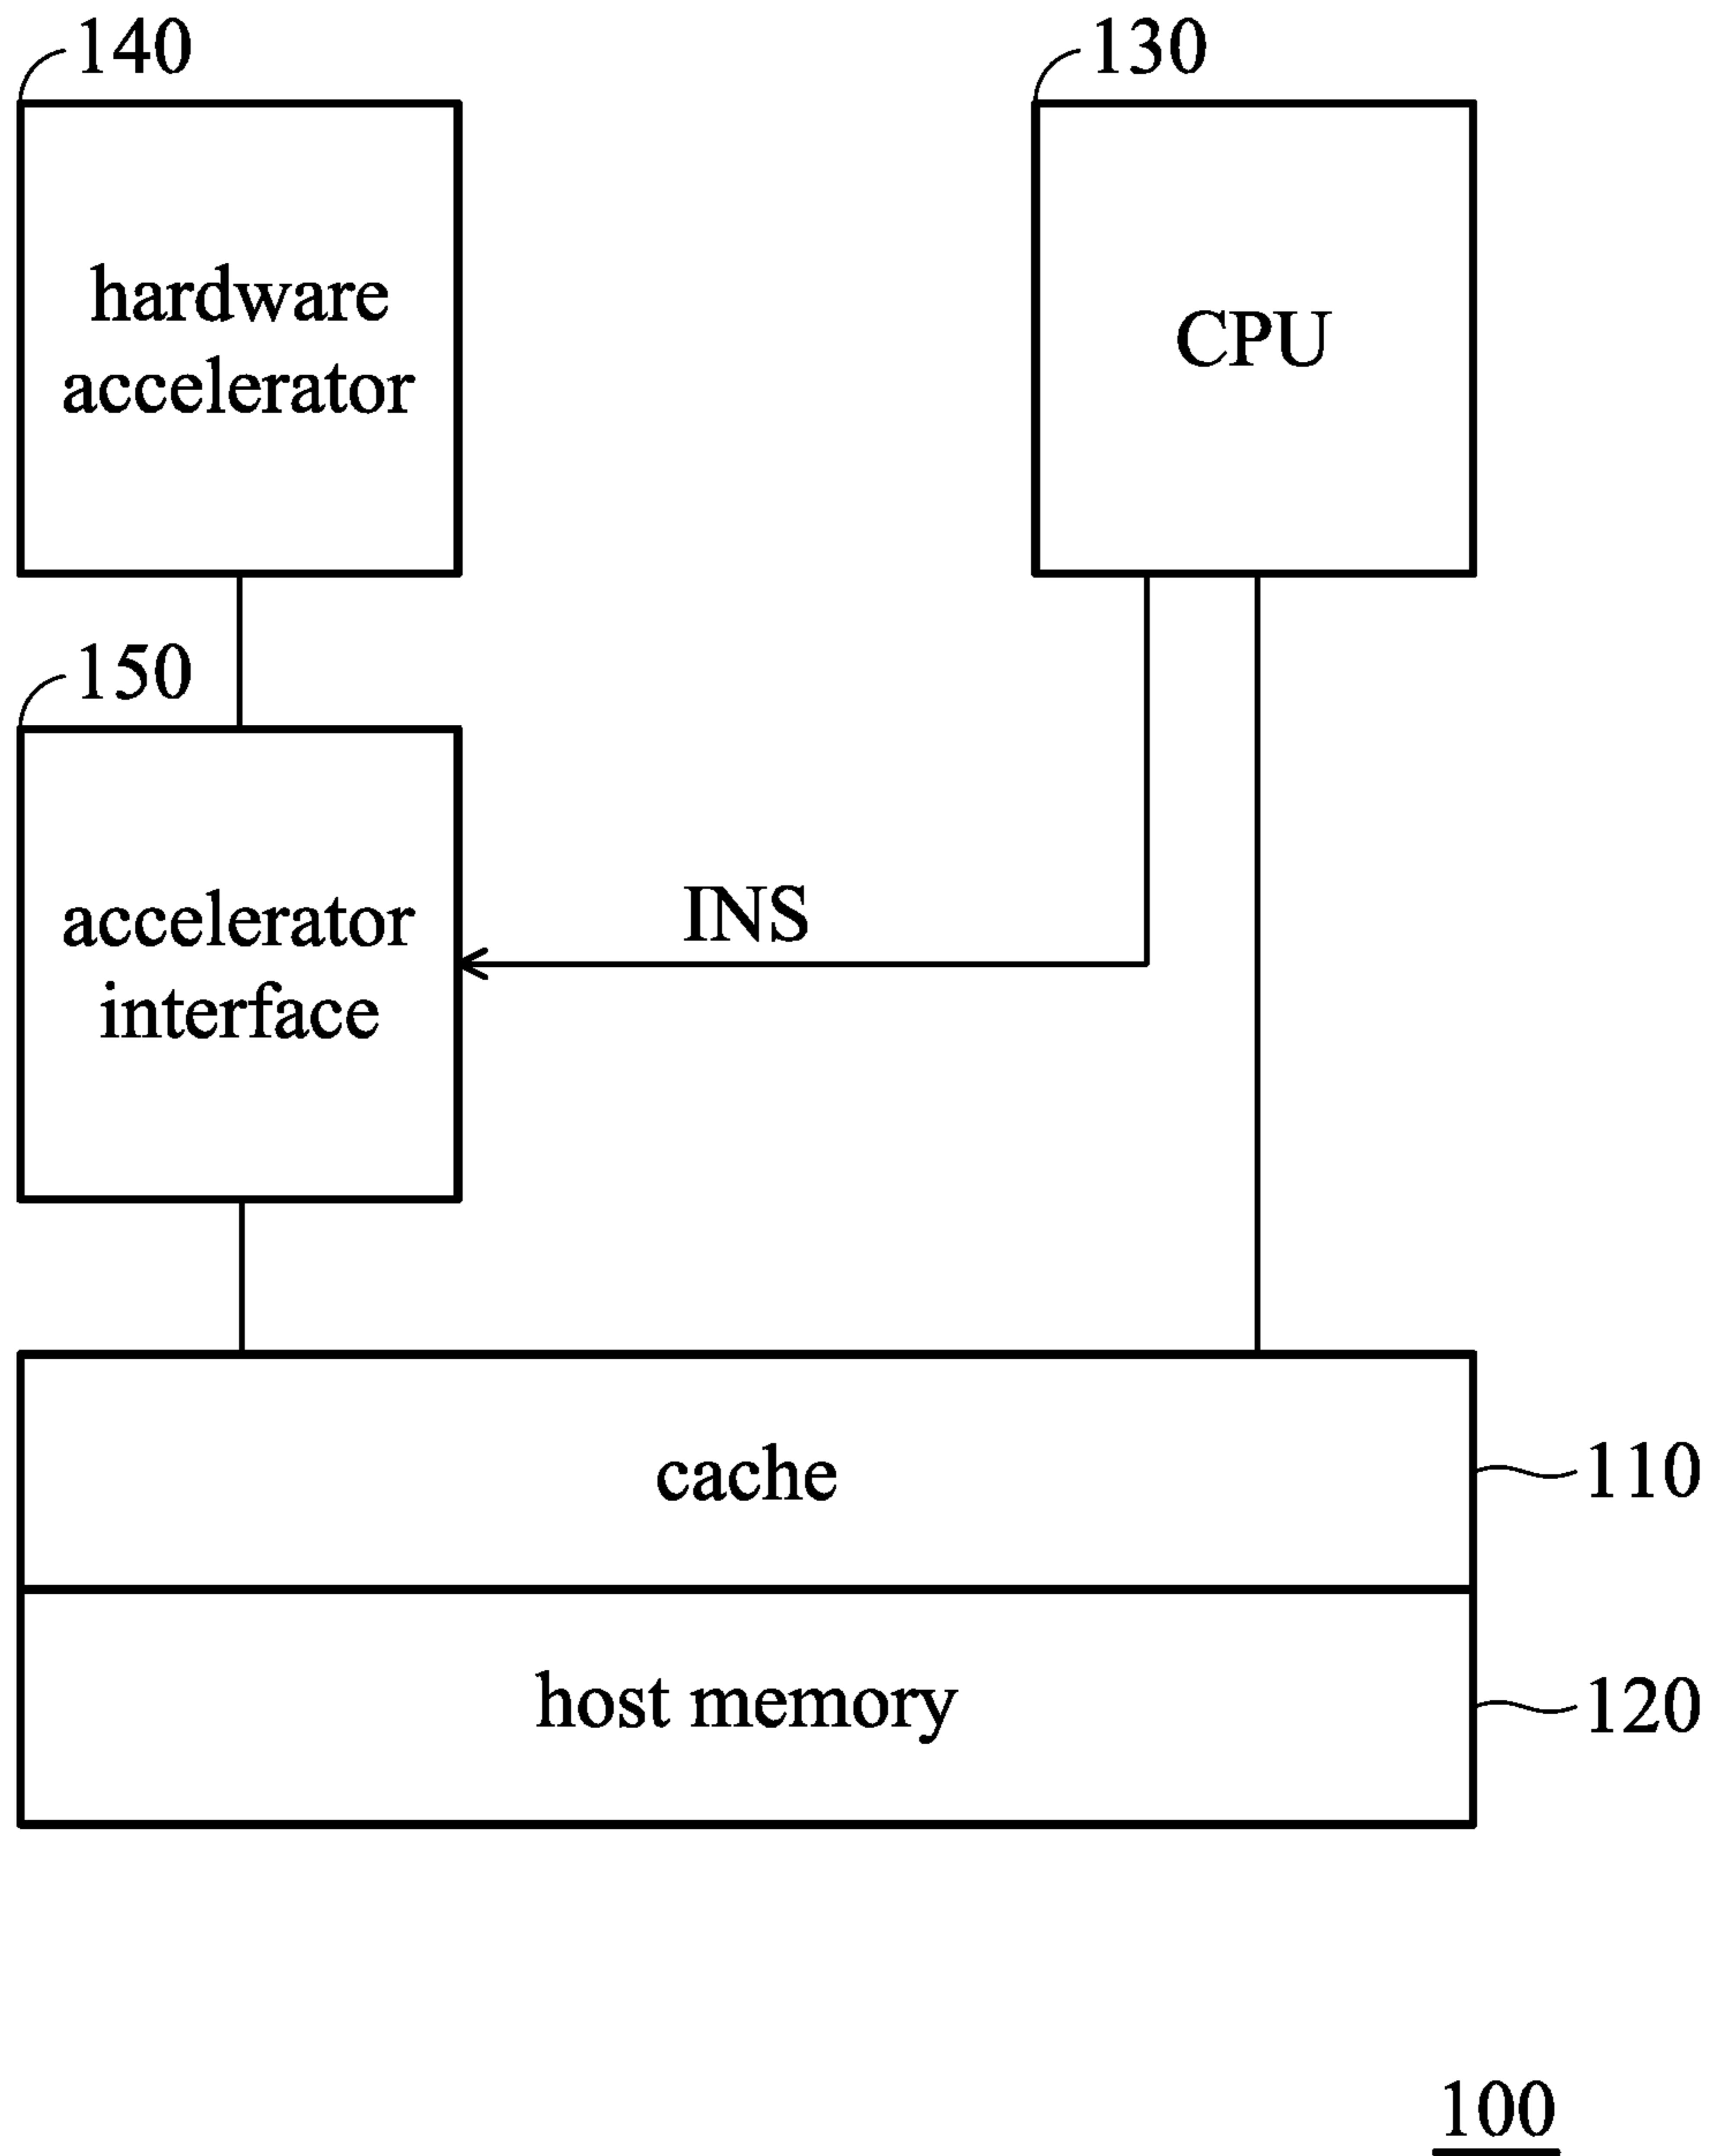 140
130
hardware
accelerator
CPU
150
accelerator
interface
INS
cache
110
host memory
120
100